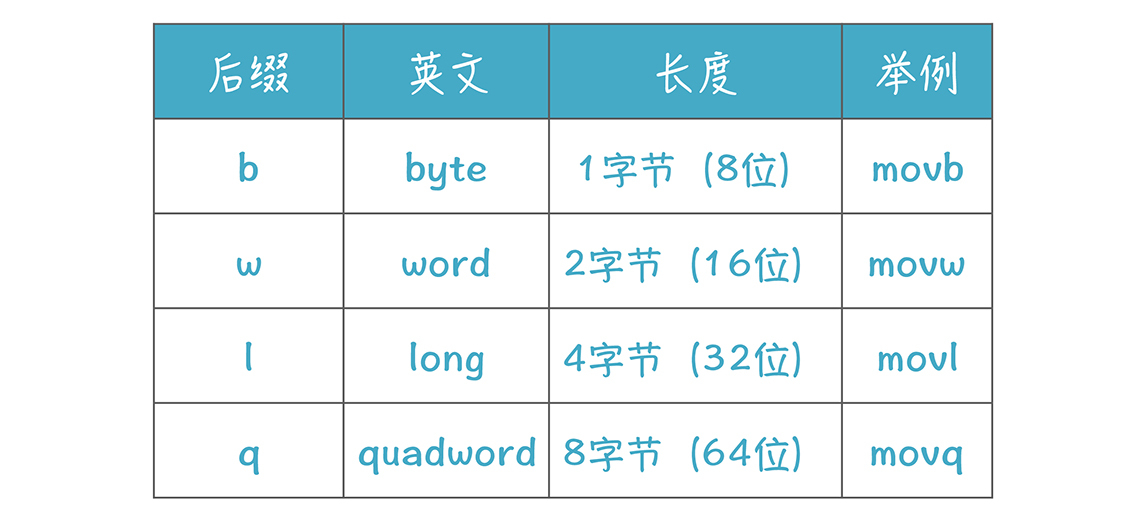 后缀 英文 长度 举例
b byte 1字节（8位） movb
w word 2字节（16位） movw
l long 4字节（32位） movl
q quadword 8字节（64位） movq